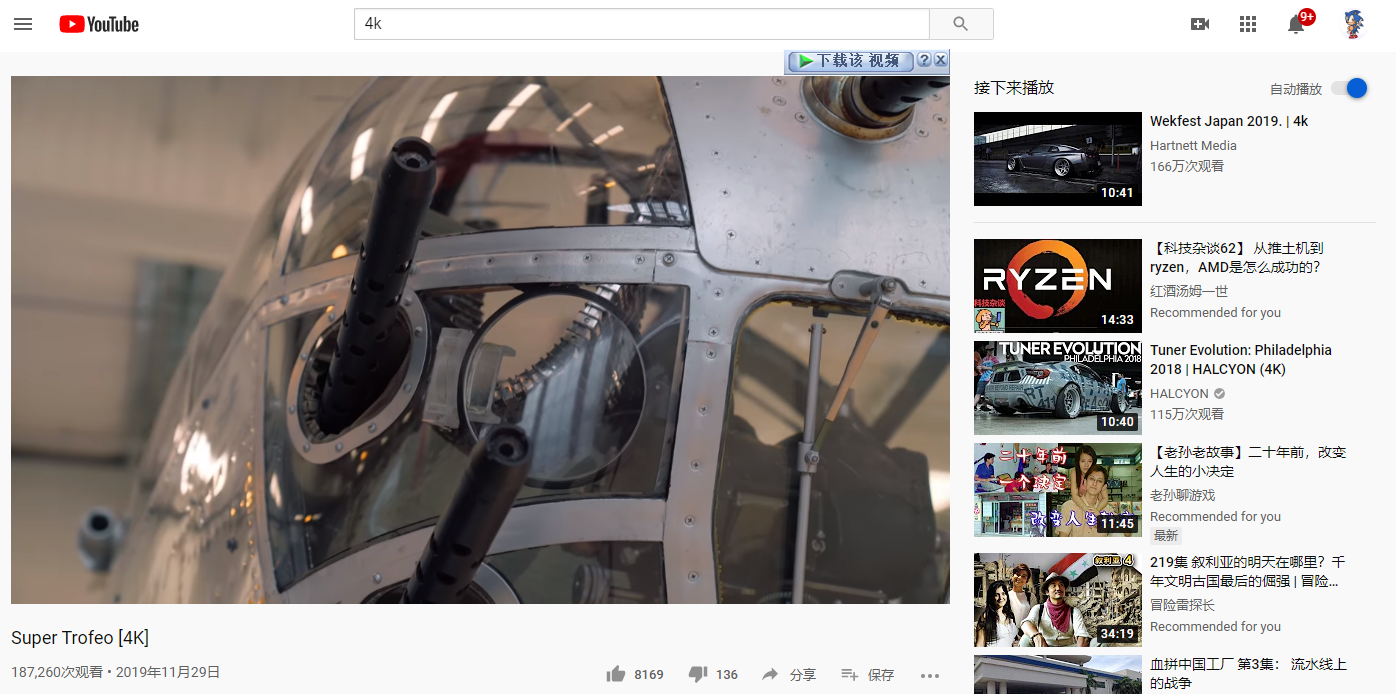 YouTube
4k
9+
下载该 视频
?
X
Super Trofeo [4K]
187,260次观看 • 2019年11月29日
8169
136
分享
保存
接下来播放
自动播放
10:41
Wekfest Japan 2019. | 4k
Hartnett Media
166万次观看
RYZEN
科技杂谈
14:33
【科技杂谈62】 从推土机到
ryzen，AMD是怎么成功的?
红酒汤姆一世
Recommended for you
TUNER EVOLUTION
PHILADELPHIA 2018
10:40
Tuner Evolution: Philadelphia
2018 | HALCYON (4K)
HALCYON
115万次观看
二十年前
一个决定
改变人生
11:45
【老孙老故事】二十年前，改变
人生的小决定
老孙聊游戏
Recommended for you
最新
叙利亚 4
34:19
219集 叙利亚的明天在哪里？千
年文明古国最后的倔强 | 冒险...
冒险雷探长
Recommended for you
血拼中国工厂 第3集： 流水线上
的战争